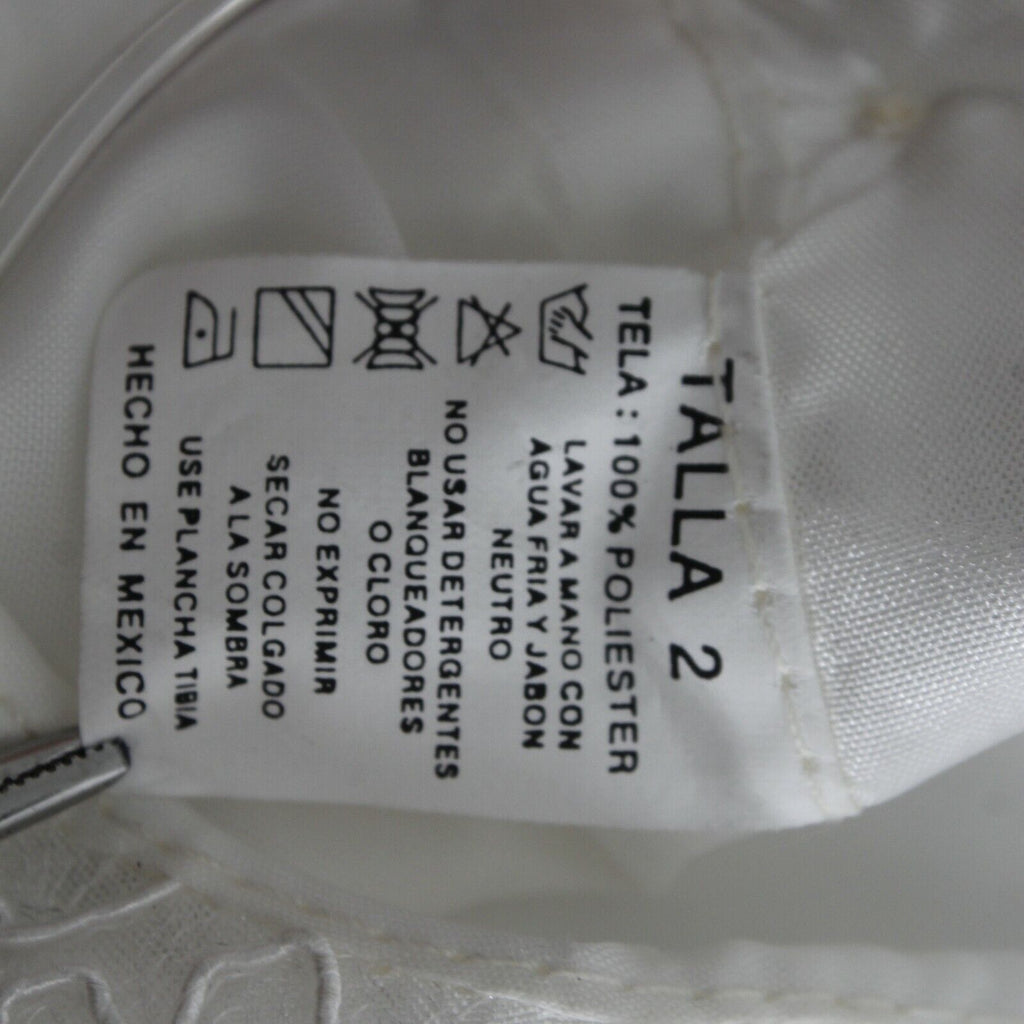 TALLA 2
TELA : 100% POLIESTER
LAVAR A MANO CON
AGUA FRIA Y JABON
NEUTRO
NO USAR DETERGENTES
BLANQUEADORES
O CLORO
NO EXPRIMIR
SECAR COLGADO
A LA SOMBRA
USE PLANCHA TIBIA
HECHO EN MEXICO